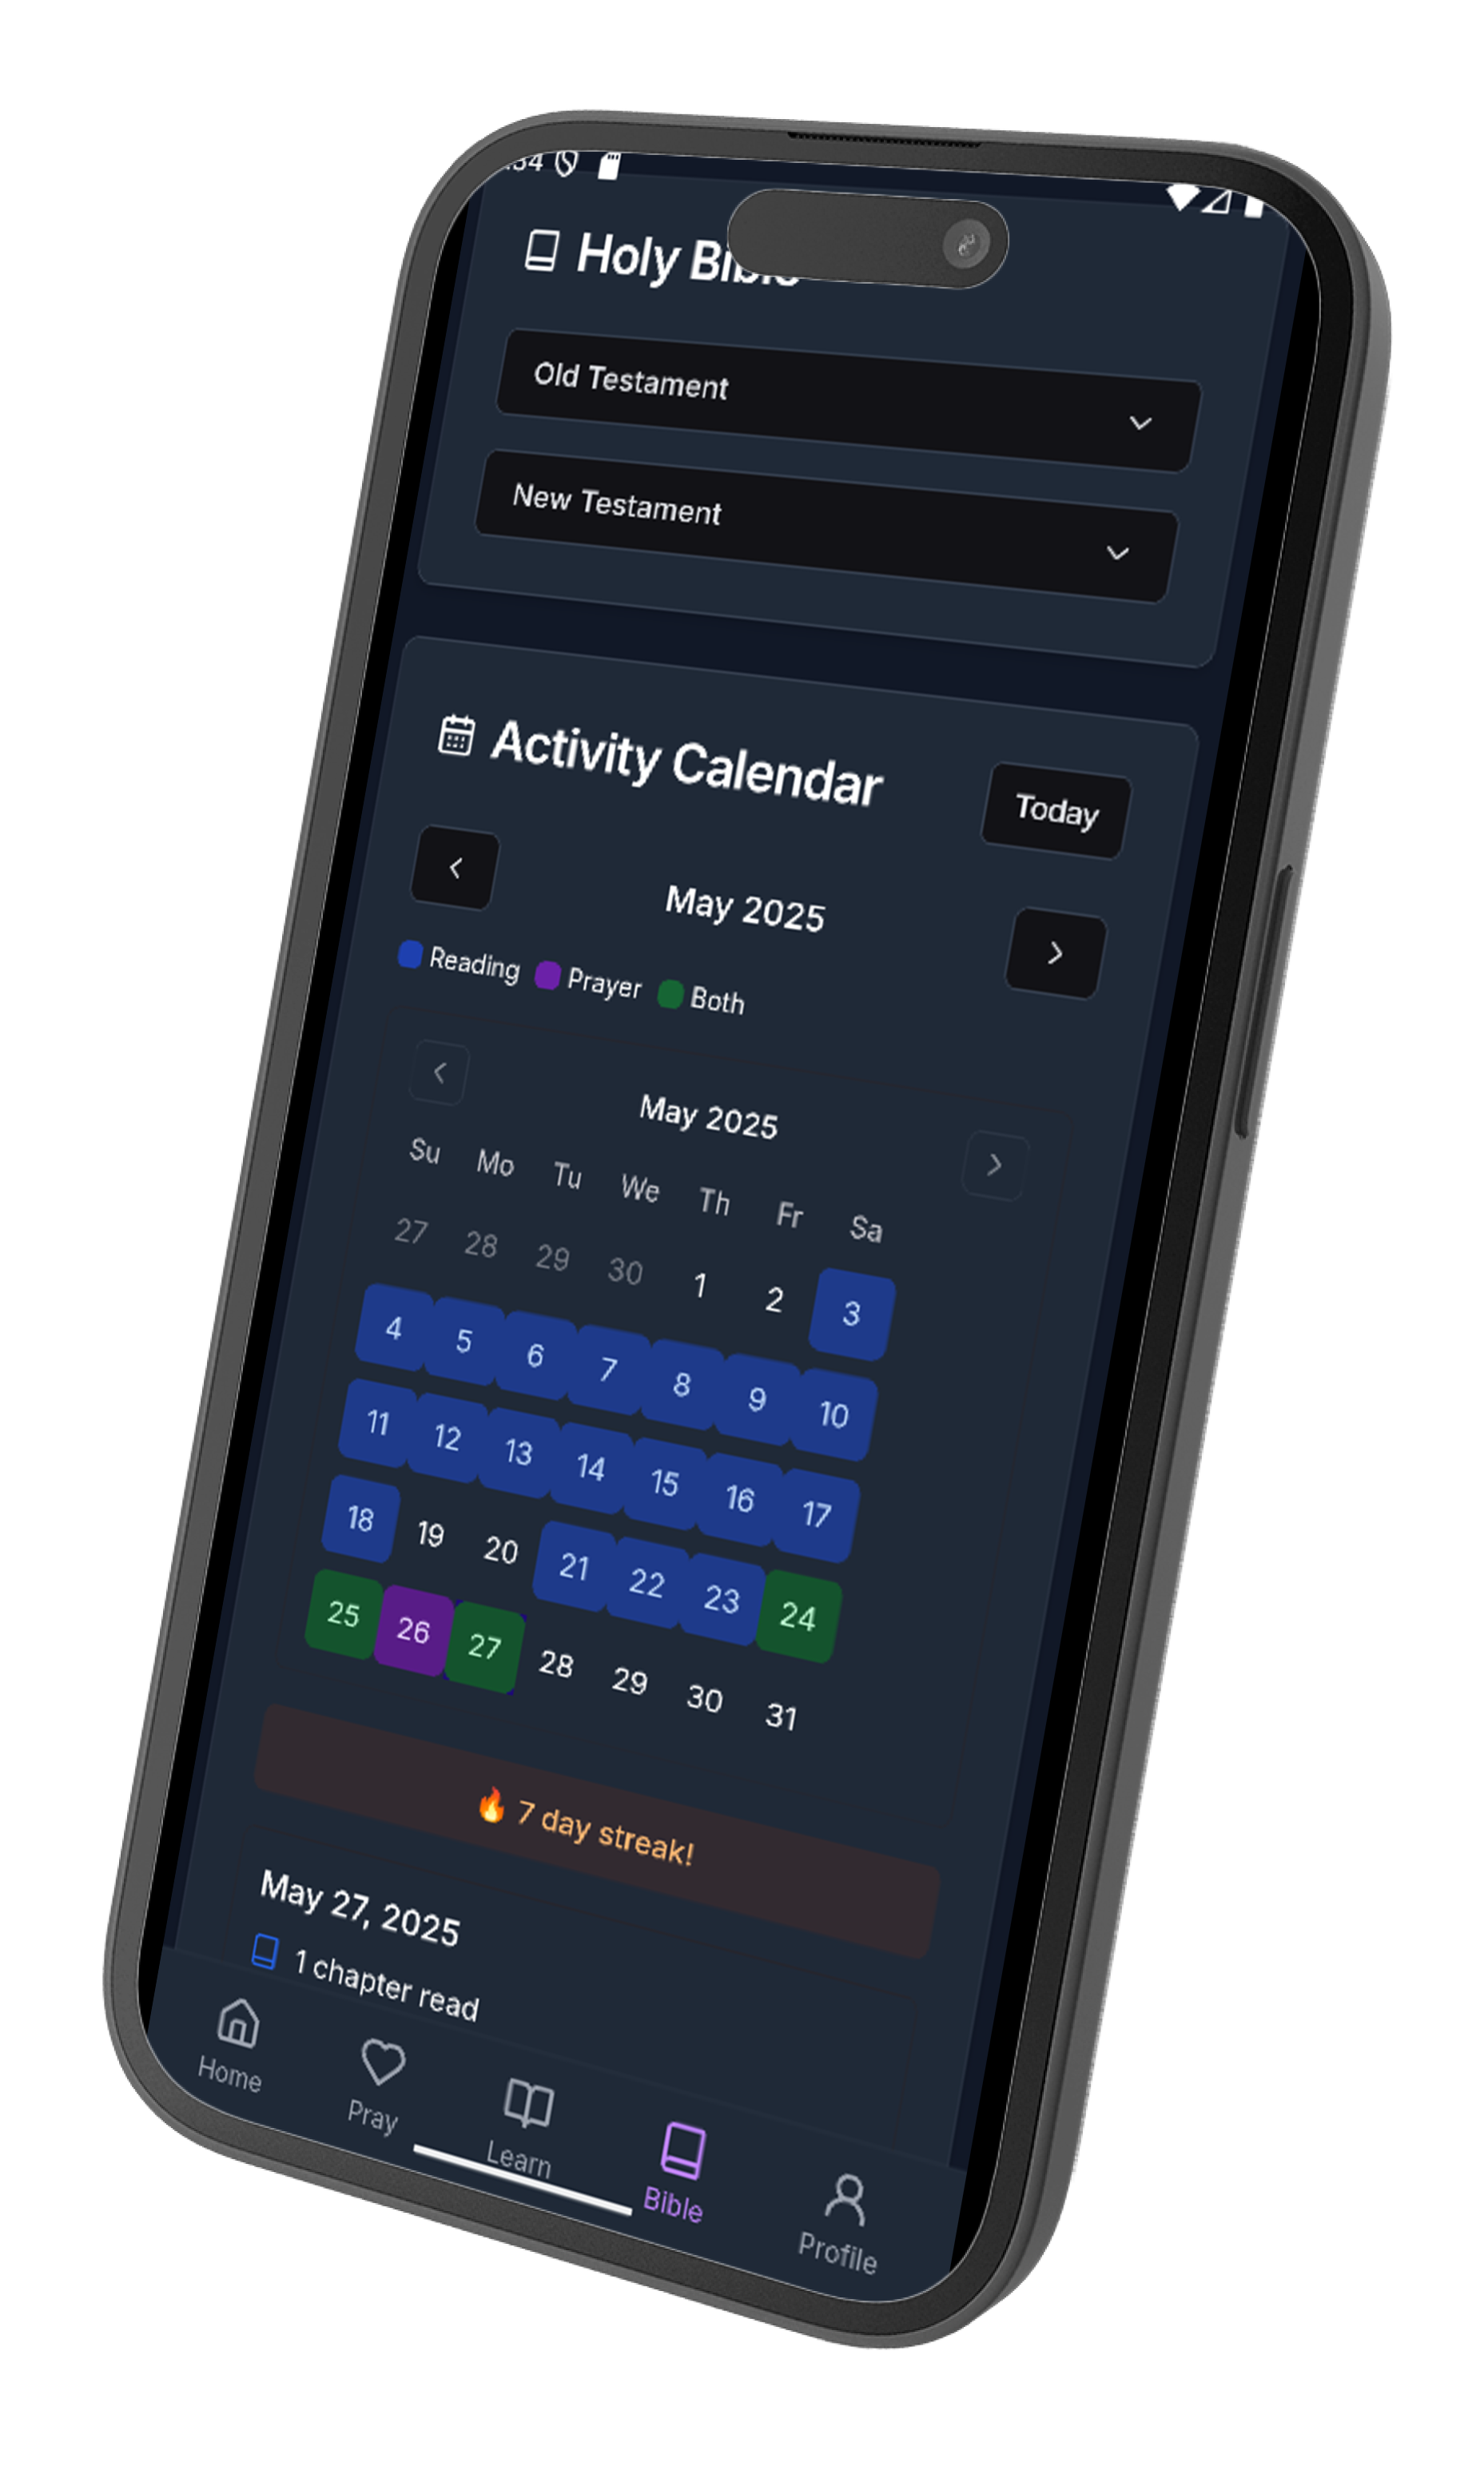 Holy Bible
Old Testament
New Testament
Activity Calendar
Today
May 2025
Reading Prayer Both
May 2025
Su Mo Tu We Th Fr Sa
27 28 29 30 1 2 3
4 5 6 7 8 9 10
11 12 13 14 15 16 17
18 19 20 21 22 23 24
25 26 27 28 29 30 31
🔥 7 day streak!
May 27, 2025
1 chapter read
Home Pray Learn Bible Profile